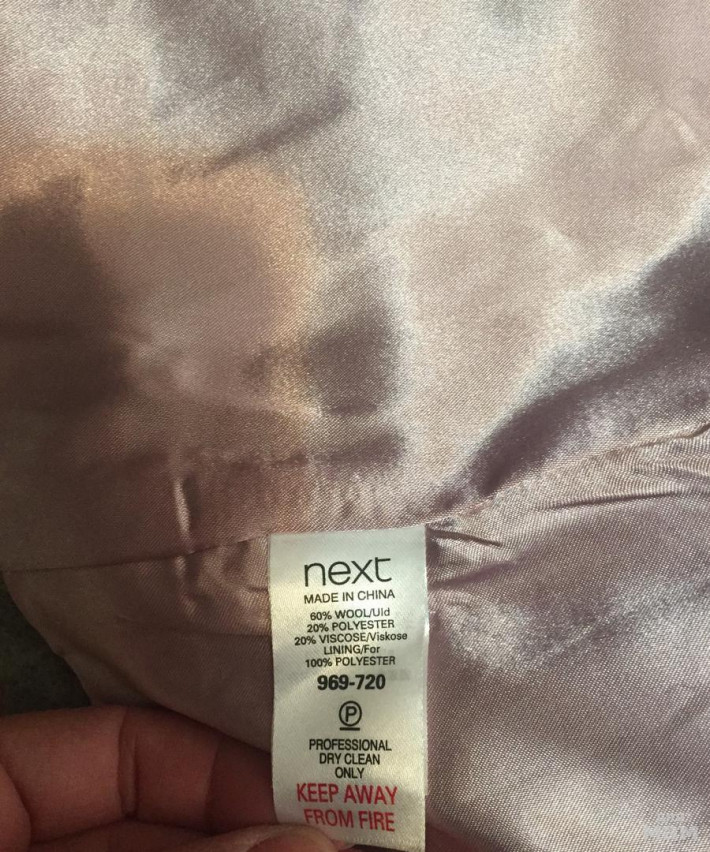 next
MADE IN CHINA
60% WOOL/Uld
20% POLYESTER
20% VISCOSE/Viskose
LINING/For
100% POLYESTER
969-720
P
PROFESSIONAL
DRY CLEAN
ONLY
KEEP AWAY
FROM FIRE